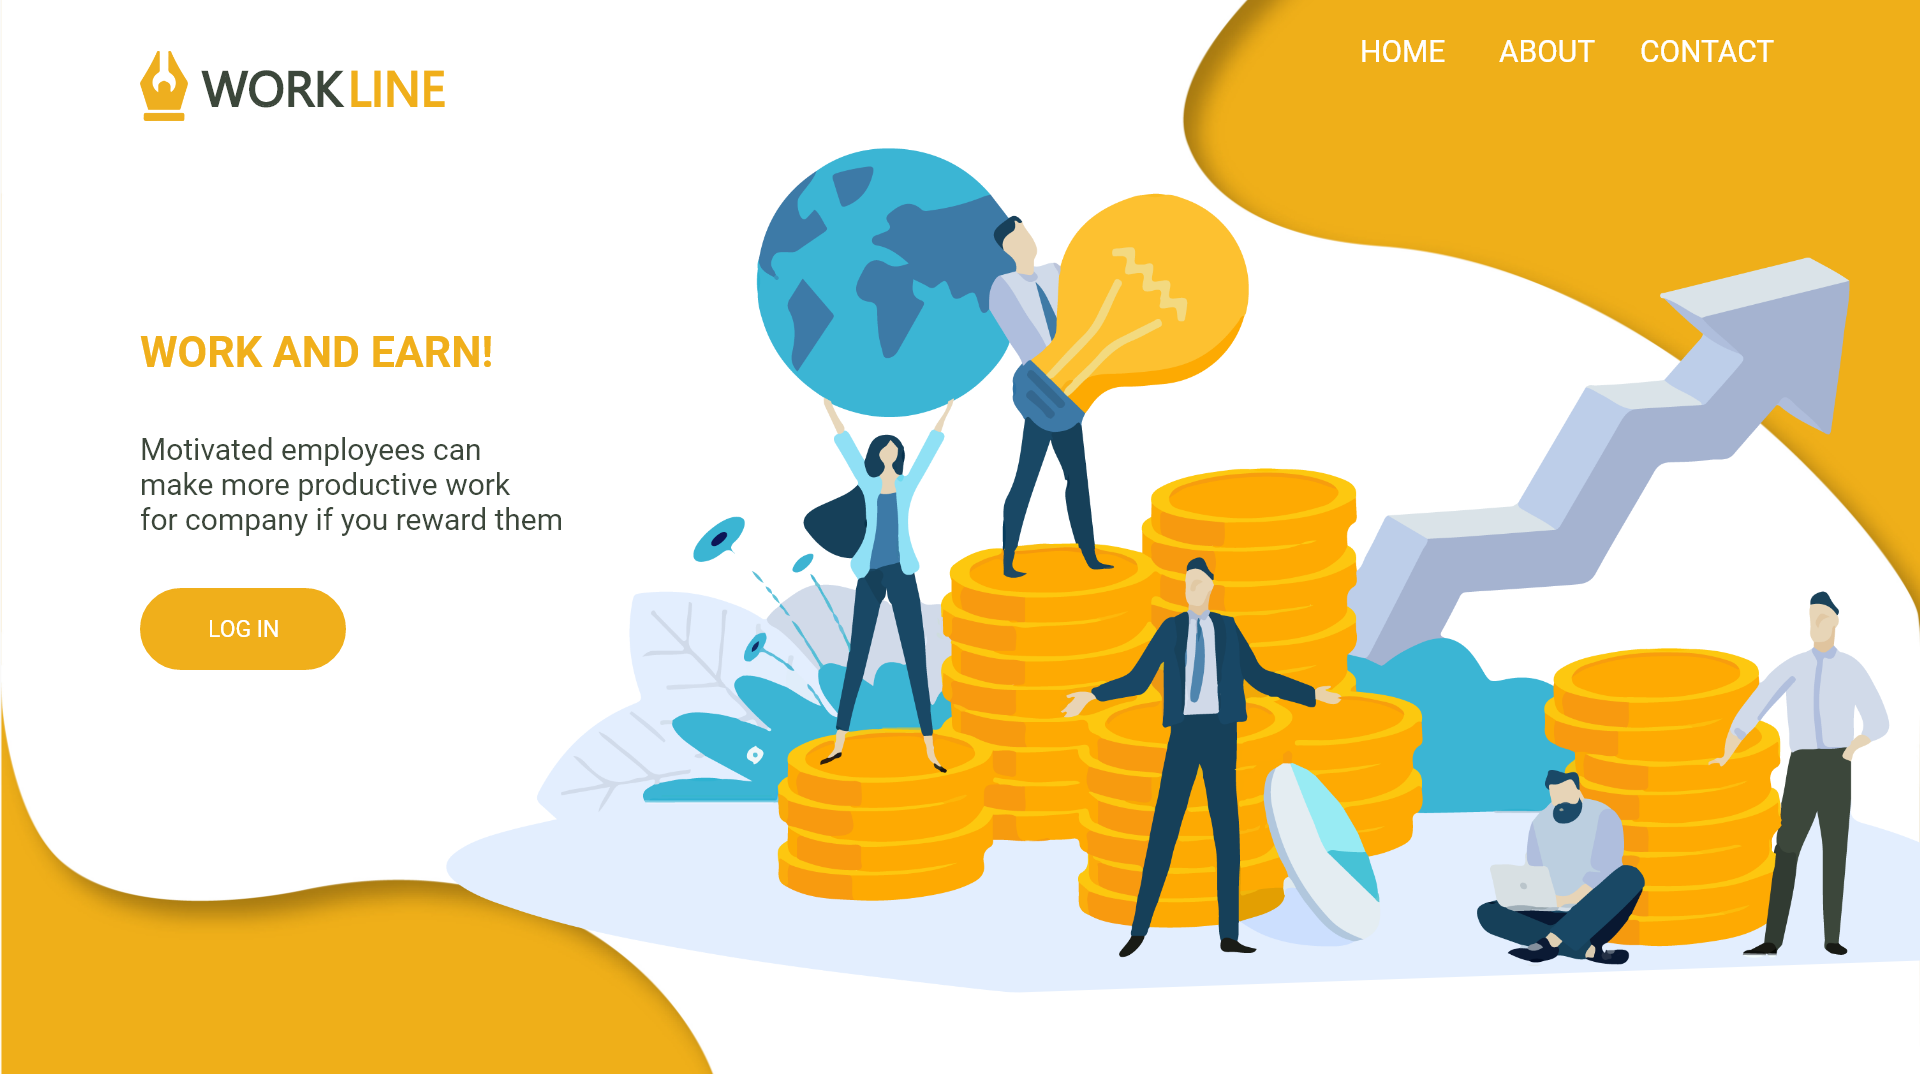 WORKLINE
HOME ABOUT CONTACT
WORK AND EARN!
Motivated employees can
make more productive work
for company if you reward them
LOG IN